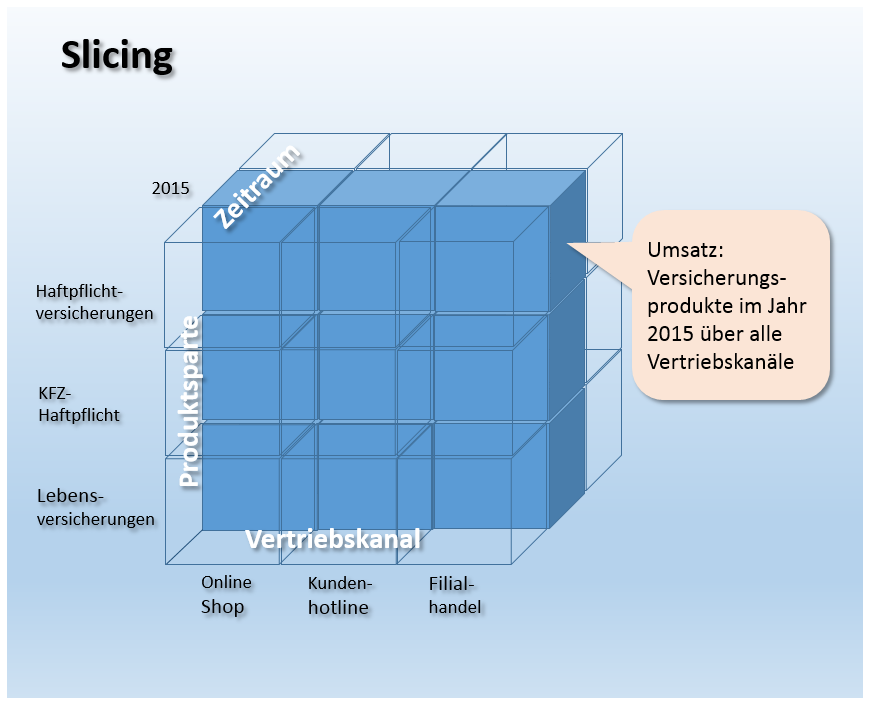 Slicing
2015
Zeitraum
Haftpflicht-
versicherungen
KFZ-
Haftpflicht
Lebens-
versicherungen
Produktsparte
Vertriebskanal
Online
Shop
Kunden-
hotline
Filial-
handel
Umsatz:
Versicherungs-
produkte im Jahr
2015 über alle
Vertriebskanäle